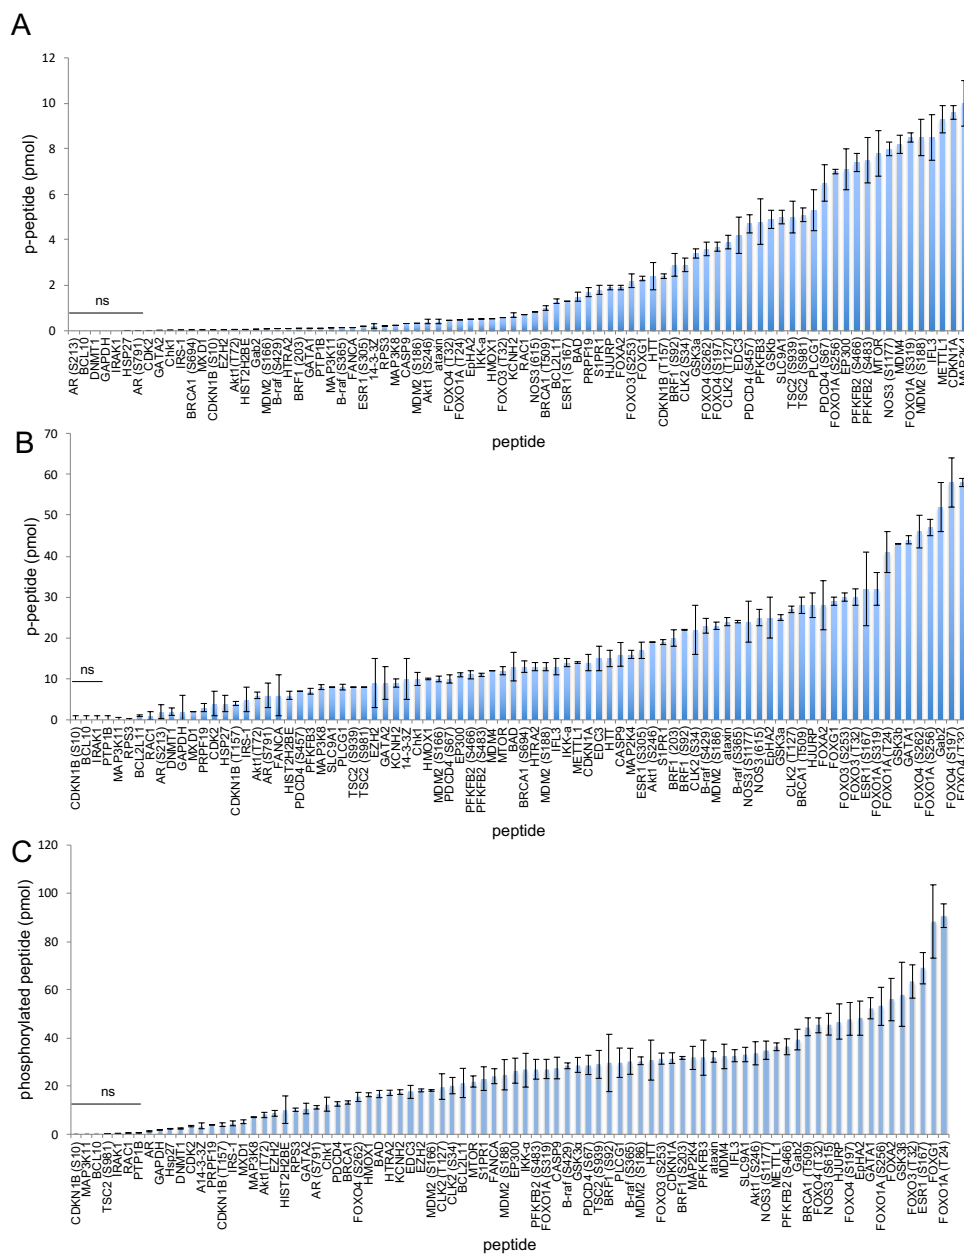 A
12
10
8
6
4
2
0
p-peptide (pmol)
ns
AR (S213)
BCL10
DNMT1
GAPDH
IRAK1
HSP27
AR (S791)
CDK2
GATA2
Chk1
IRS-1
BRCA1 (S694)
MXD1
CDKN1B (S10)
EZH2
Akt1(T72)
HIST2H2BE
Gab2
MDM2 (S166)
B-raf (S429)
HTRA2
BRF1 (203)
GATA1
PTP1B
MAP3K11
B-raf (S365)
FANCA
ESR1 (S305)
14-3-3Z
RPS3
MAP3K8
CASP9
MDM2 (S186)
Akt1 (S246)
ataxin
FOXO4 (T32)
FOXO1A (T24)
EpHA2
IKK-a
HMOX1
FOXO3 (T32)
KCNH2
RAC1
NOS3 (S615)
BRCA1 (T509)
BCL2L11
ESR1 (S167)
BAD
PRPF19
S1PR1
HJURP
FOXA2
FOXO3 (S253)
FOXG1
HTT
CDKN1B (T157)
BRF1 (S92)
CLK2 (S34)
GSK3a
FOXO4 (S262)
FOXO4 (S197)
CLK2 (T127)
EDC3
PDCD4 (S457)
PFKFB3
GSK3b
SLC9A1
TSC2 (S939)
TSC2 (S981)
PLCG1
PDCD4 (S67)
FOXO1A (S256)
EP300
PFKFB2 (S466)
PFKFB2 (S483)
MTOR
NOS3 (S1177)
MDM4
FOXO1A (S319)
MDM2 (S188)
IFL3
METL1
CDKN1A
peptide
B
70
60
50
40
30
20
10
0
p-peptide (pmol)
ns
CDKN1B (S10)
BCL10
IRAK1
PTP1B
MAP3K11
RPS3
BCL2L11
RAC1
AR (S213)
DNMT1
GAPDH
MXD1
PRPF19
CDK2
HSP27
CDKN1B (T157)
IRS-1
Akt1(T72)
AR (S791)
FANCA
HIST2H2BE
PDCD4 (S457)
PFKFB3
MAP3K8
SLC9A1
PLCG1
TSC2 (S939)
TSC2 (S981)
EZH2
GATA2
KCNH2
14-3-3Z
Chk1
HMOX1
MDM2 (S166)
PDCD4 (S67)
EP300
PFKFB2 (S466)
PFKFB2 (S483)
MDM4
MTOR
BAD
BRCA1 (S694)
HTRA2
MDM2 (S188)
IFL3
IKK-a
METL1
CDKN1A
EDC3
HTT
CASP9
MAP2K4
ESR1 (S305)
Akt1 (S246)
S1PR1
BRF1 (203)
BRF1 (S92)
CLK2 (S34)
B-raf (S429)
MDM2 (S186)
ataxin
B-raf (S365)
NOS3 (S1177)
NOS3 (S615)
EpHA2
GSK3a
CLK2 (T127)
BRCA1 (T509)
HJURP
FOXA2
FOXG1
FOXO3 (S253)
FOXO3 (T32)
ESR1 (S167)
FOXO1A (S319)
FOXO1A (T24)
GSK3b
GATA1
FOXO4 (S262)
FOXO1A (S256)
Gab2
FOXO4 (S197)
FOXO4 (T32)
peptide
C
120
100
80
60
40
20
0
phosphorylated peptide (pmol)
ns
CDKN1B (S10)
MAP3K11
BCL10
TSC2 (S981)
IRAK1
RAC1
PTP1B
AR
GAPDH
Hsp27
DNMT1
CDK2
A14-3-3Z
PRPF19
CDKN1B (T157)
IRS-1
MXD1
MAP3K8
Akt1(T72)
EZH2
HIST2H2BE
RPS3
GATA2
AR (S791)
Chk1
PDCD4
BRCA1
FOXO4 (S262)
HMOX1
BAD
HTRA2
KCNH2
EDC3
EZH2
MDM2 (S166)
CLK2 (T127)
CLK2 (S34)
BCL2L11
MTOR
S1PR1
FANCA
MDM2 (S188)
EP300
IKK-α
PFKFB2 (S483)
FOXO1A (S319)
CASP9
B-raf (S429)
GSK3α
PDCD4 (S67)
TSC2 (S939)
BRF1 (S92)
PLCG1
B-raf (S365)
MDM2 (S186)
HTT
FOXO3 (S253)
CDKN1A
BRF1 (S203)
MAP2K4
PFKFB3
ataxin
MDM4
IFL3
SLC9A1
Akt1 (S246)
NOS3 (S1177)
METTL1
PFKFB2 (S466)
Gab2
BRCA1 (T509)
FOXO4 (T32)
NOS3 (S615)
HJURP
FOXO4 (S197)
EpHA2
GATA1
FOXO1A (S256)
FOXA2
GSK3β
FOXO3 (T32)
ESR1 (S167)
FOXG1
FOXO1A (T24)
peptide